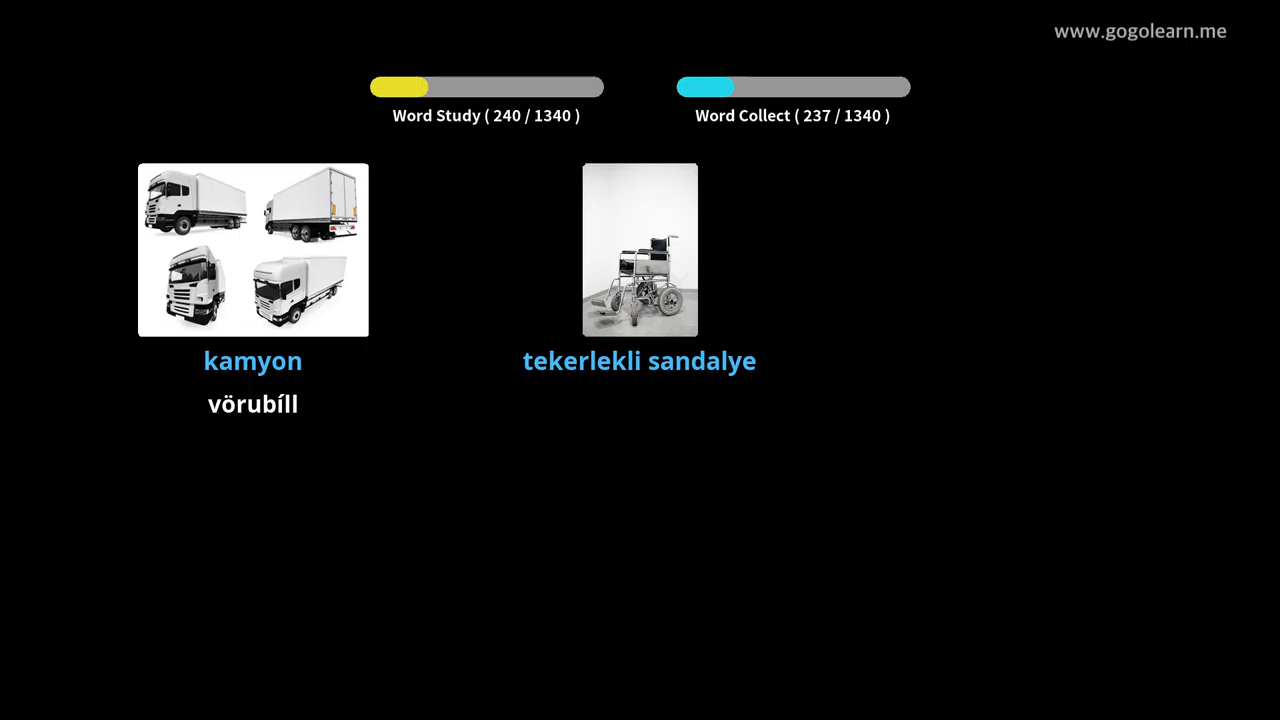 www.gogolearn.me
Word Study ( 240 / 1340 )
Word Collect ( 237 / 1340 )
kamyon
vörubíll
tekerlekli sandalye